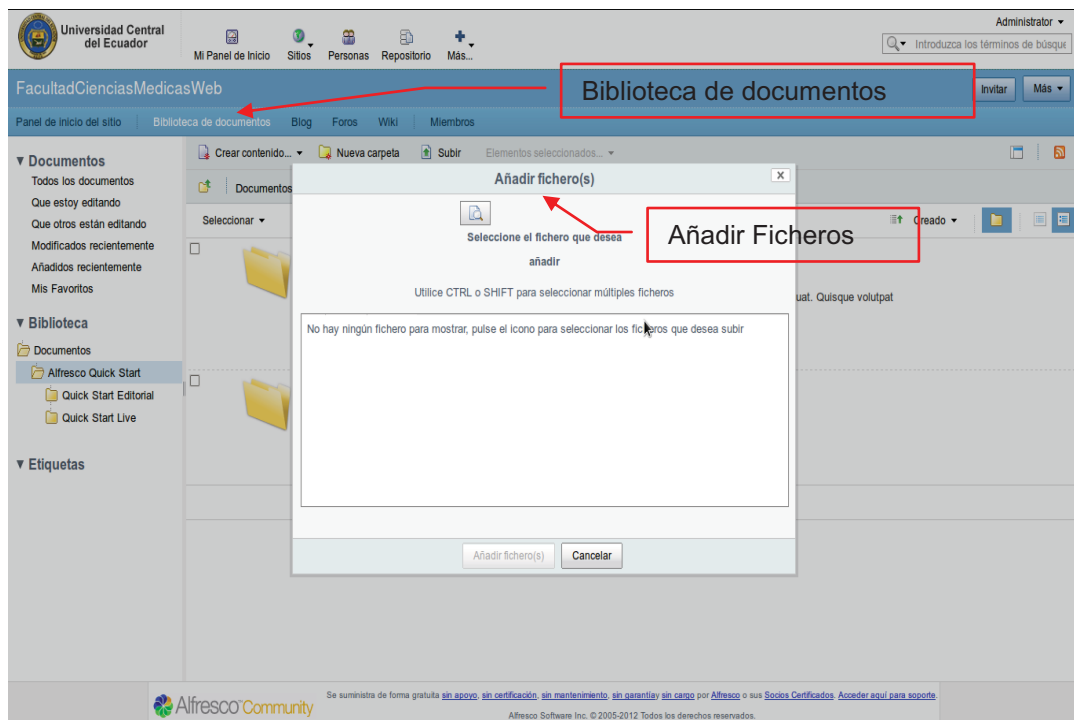 Universidad Central
del Ecuador
Mi Panel de Inicio
Sitios
Personas
Repositorio
Más...
Administrator
Introduzca los términos de búsque
FacultadCienciasMedicasWeb
Biblioteca de documentos
Invitar
Más
Panel de inicio del sitio
Biblioteca de documentos
Blog
Foros
Wiki
Miembros
Documentos
Todos los documentos
Que estoy editando
Que otros están editando
Modificados recientemente
Añadidos recientemente
Mis Favoritos
Biblioteca
Documentos
Alfresco Quick Start
Quick Start Editorial
Quick Start Live
Etiquetas
Crear contenido...
Nueva carpeta
Subir
Elementos seleccionados...
Documentos
Seleccionar
Creado
Añadir fichero(s)
Seleccione el fichero que desea
añadir
Añadir Ficheros
Utilice CTRL o SHIFT para seleccionar múltiples ficheros
uat. Quisque volutpat
No hay ningún fichero para mostrar, pulse el icono para seleccionar los ficheros que desea subir
Añadir fichero(s)
Cancelar
Alfresco Community
Se suministra de forma gratuita sin apoyo, sin certificación, sin mantenimiento, sin garantíay sin cargo por Alfresco o sus Socios Certificados. Acceder aquí para soporte.
Alfresco Software Inc. © 2005-2012 Todos los derechos reservados.